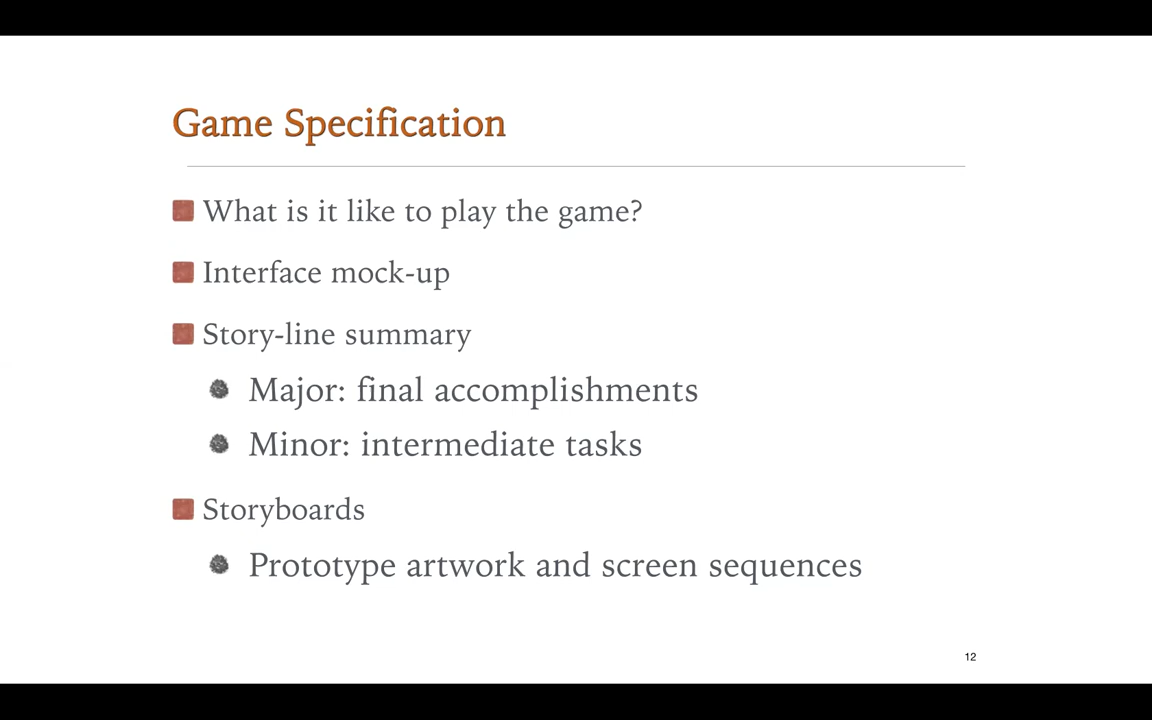 Game Specification
What is it like to play the game?
Interface mock-up
Story-line summary
Major: final accomplishments
Minor: intermediate tasks
Storyboards
Prototype artwork and screen sequences
12